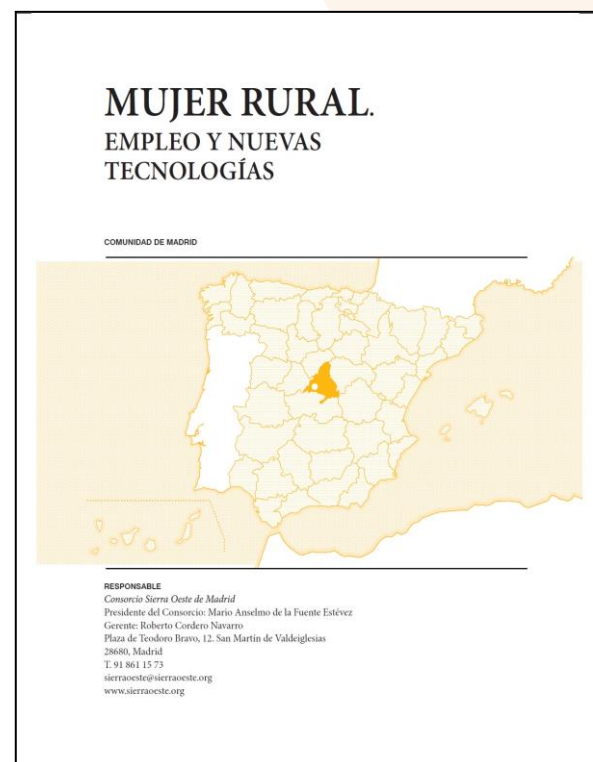 MUJER RURAL.
EMPLEO Y NUEVAS
TECNOLOGÍAS
COMUNIDAD DE MADRID
RESPONSABLE
Consorcio Sierra Oeste de Madrid
Presidente del Consorcio: Mario Anselmo de la Fuente Estévez
Gerente: Roberto Cordero Navarro
Plaza de Teodoro Bravo, 12. San Martín de Valdeiglesias
28680, Madrid
T. 91 861 15 73
sierraoeste@sierraoeste.org
www.sierraoeste.org